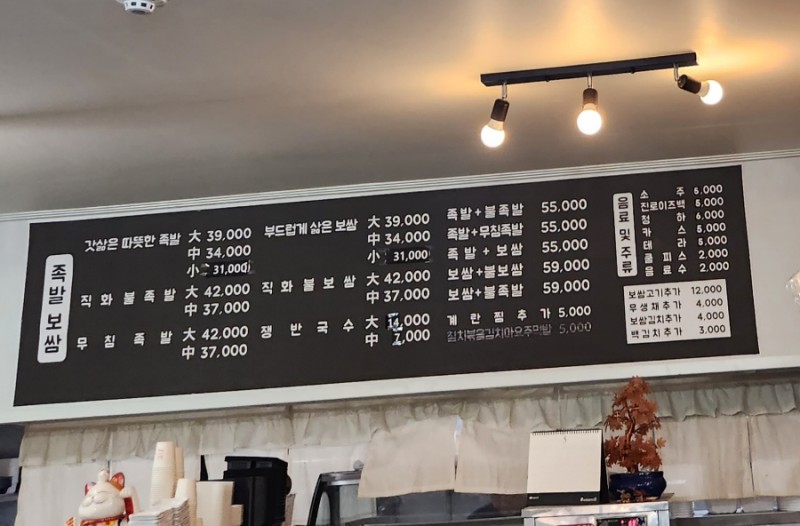 족발 보쌈
갓삶은 따뜻한 족발 大 39,000
中 34,000
小 31,000
직화불족발 大 42,000
中 37,000
무침족발 大 42,000
中 37,000
부드럽게 삶은 보쌈 大 39,000
中 34,000
小 31,000
직화불보쌈 大 42,000
中 37,000
쟁반국수 大 ,000
中 7,000
족발+불족발 55,000
족발+무침족발 55,000
족발+보쌈 55,000
보쌈+불보쌈 59,000
보쌈+불족발 59,000
계란찜추가 5,000
김치볶음김치마요주먹밥 5,000
음료 및 주류
소주 5,000
진로이즈백 5,000
청하 6,000
카스 5,000
테라 5,000
쿨피스 2,000
음료수 2,000
보쌈고기추가 12,000
무생채추가 4,000
보쌈김치추가 4,000
백김치추가 3,000